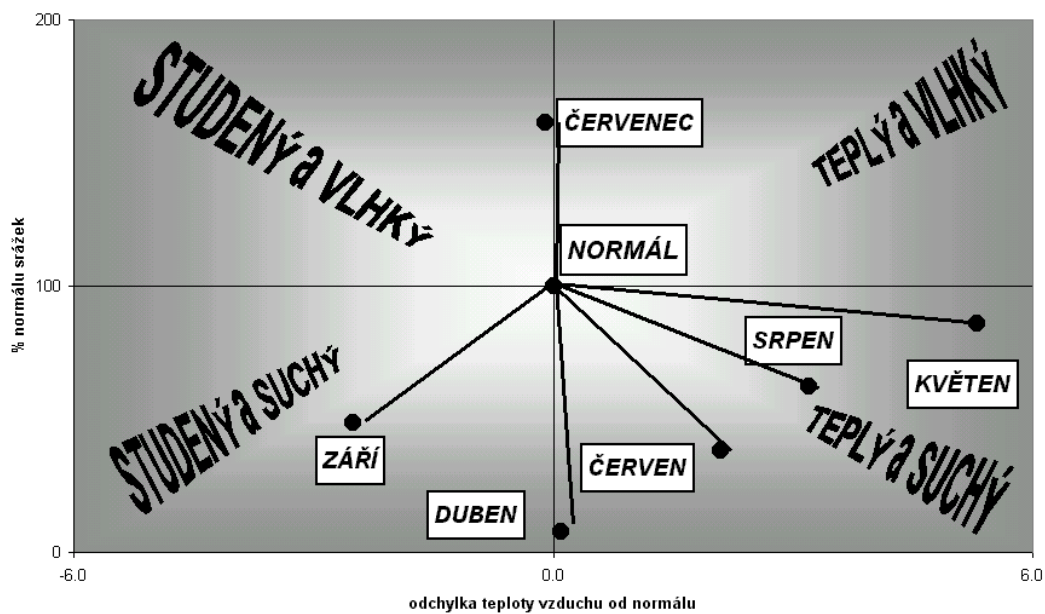 200
STUDENÝ a VLHKÝ
TEPLÝ a VLHKÝ
ČERVENEC
NORMÁL
% normálu srážek
100
SRPEN
KVĚTEN
STUDENÝ a SUCHÝ
TEPLÝ a SUCHÝ
ZÁŘÍ
ČERVEN
DUBEN
0
-6.0
0.0
6.0
odchylka teploty vzduchu od normálu